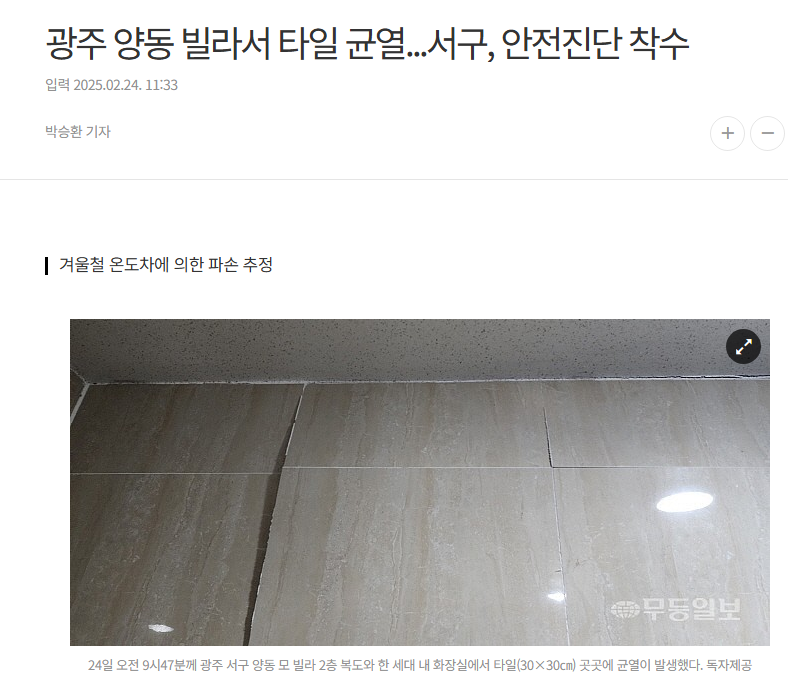 광주 양동 빌라서 타일 균열...서구, 안전진단 착수
입력 2025.02.24. 11:33
박승환 기자
겨울철 온도차에 의한 파손 추정
무등일보
24일 오전 9시47분께 광주 서구 양동 모 빌라 2층 복도와 한 세대 내 화장실에서 타일(30×30㎝) 곳곳에 균열이 발생했다. 독자제공